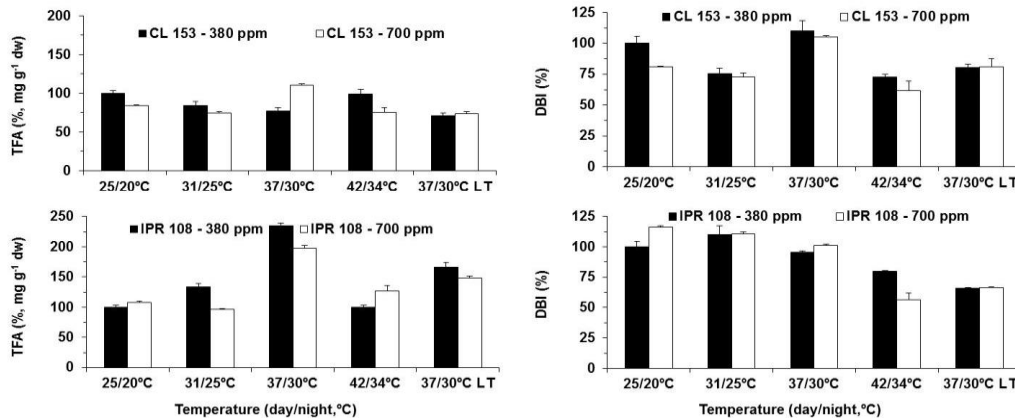 200
150
100
50
0
TFA (%, mg g-1 dw)
CL 153 - 380 ppm
CL 153 - 700 ppm
25/20ºC 31/25ºC 37/30ºC 42/34ºC 37/30ºC LT
125
100
75
50
25
0
DBI (%)
CL 153 - 380 ppm
CL 153 - 700 ppm
25/20ºC 31/25ºC 37/30ºC 42/34ºC 37/30ºC LT
250
200
150
100
50
0
TFA (%, mg g-1 dw)
IPR 108 - 380 ppm
IPR 108 - 700 ppm
25/20ºC 31/25ºC 37/30ºC 42/34ºC 37/30ºC LT
Temperature (day/night,ºC)
125
100
75
50
25
0
DBI (%)
IPR 108 - 380 ppm
IPR 108 - 700 ppm
25/20ºC 31/25ºC 37/30ºC 42/34ºC 37/30ºC LT
Temperature (day/night,ºC)